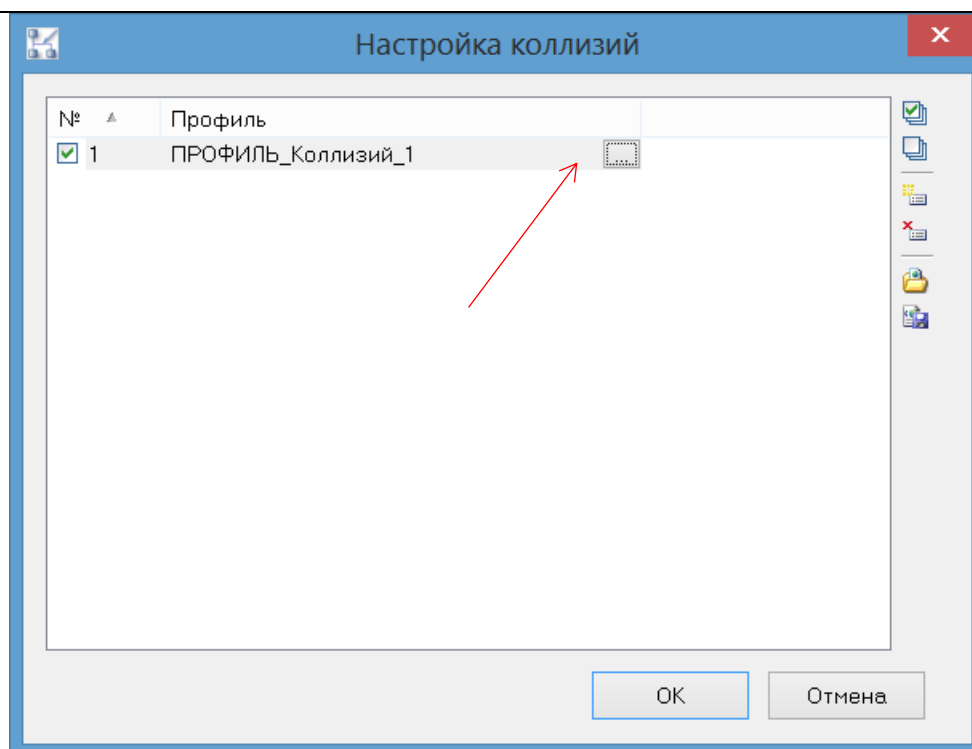 Настройка коллизий
№ Профиль
1 ПРОФИЛЬ_Коллизий_1 ...
OK Отмена